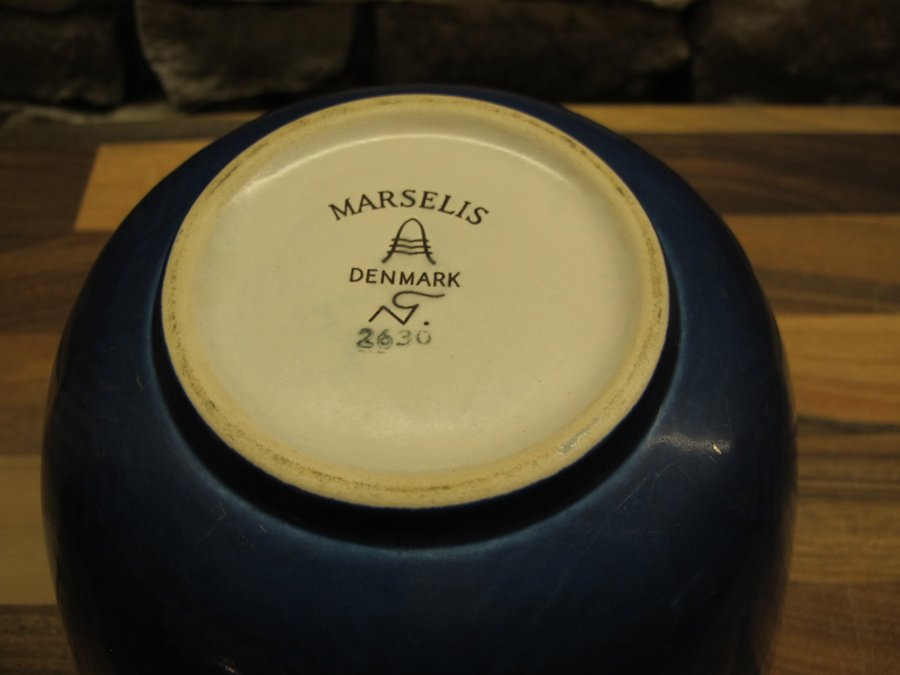 MARSELIS
DENMARK
N.
2630